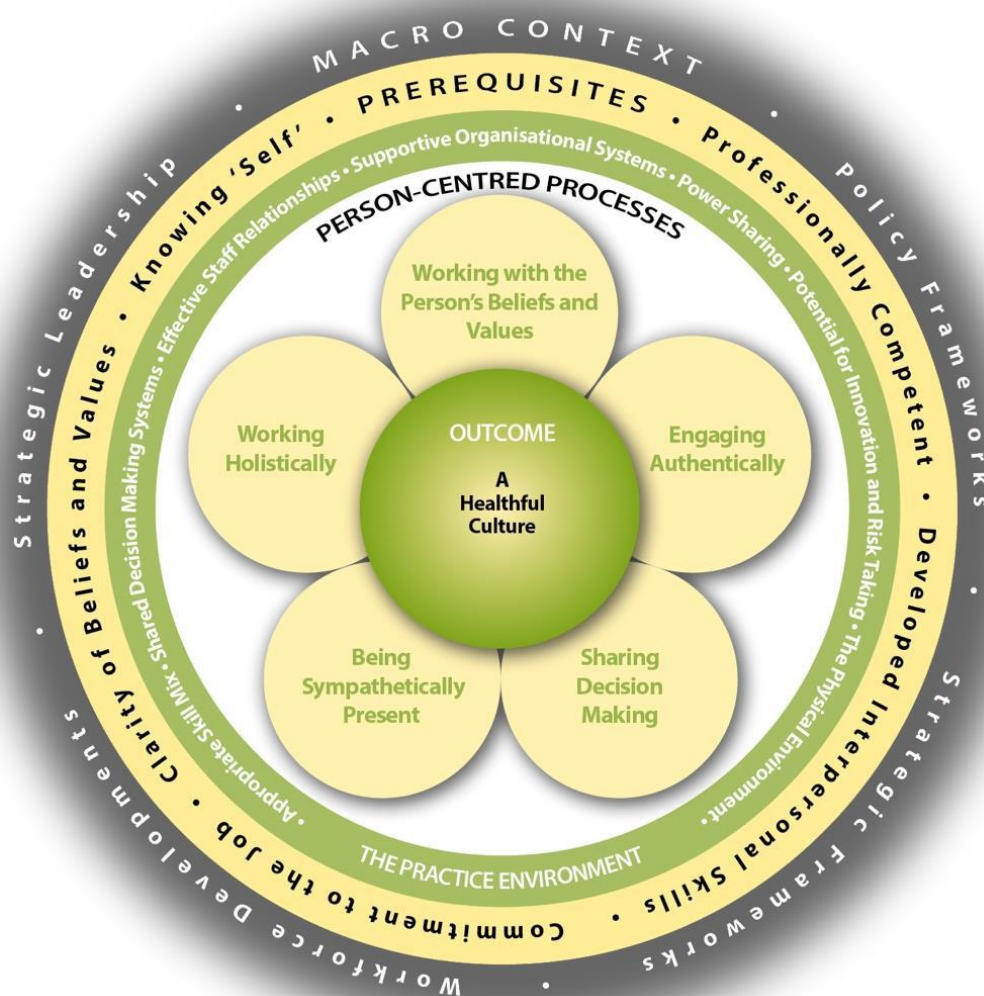 MACRO CONTEXT • Policy Frameworks • Strategic Frameworks • Workforce Developments • Strategic Leadership •
PREREQUISITES • Professionally Competent • Developed Interpersonal Skills • Commitment to the Job • Clarity of Beliefs and Values • Knowing 'Self' •
• Appropriate Skill Mix • Shared Decision Making Systems • Effective Staff Relationships • Supportive Organisational Systems • Power Sharing • Potential for Innovation and Risk Taking • The Physical Environment •
THE PRACTICE ENVIRONMENT
PERSON-CENTRED PROCESSES
Working with the
Person's Beliefs and
Values
Engaging
Authentically
Sharing
Decision
Making
Being
Sympathetically
Present
Working
Holistically
OUTCOME
A
Healthful
Culture